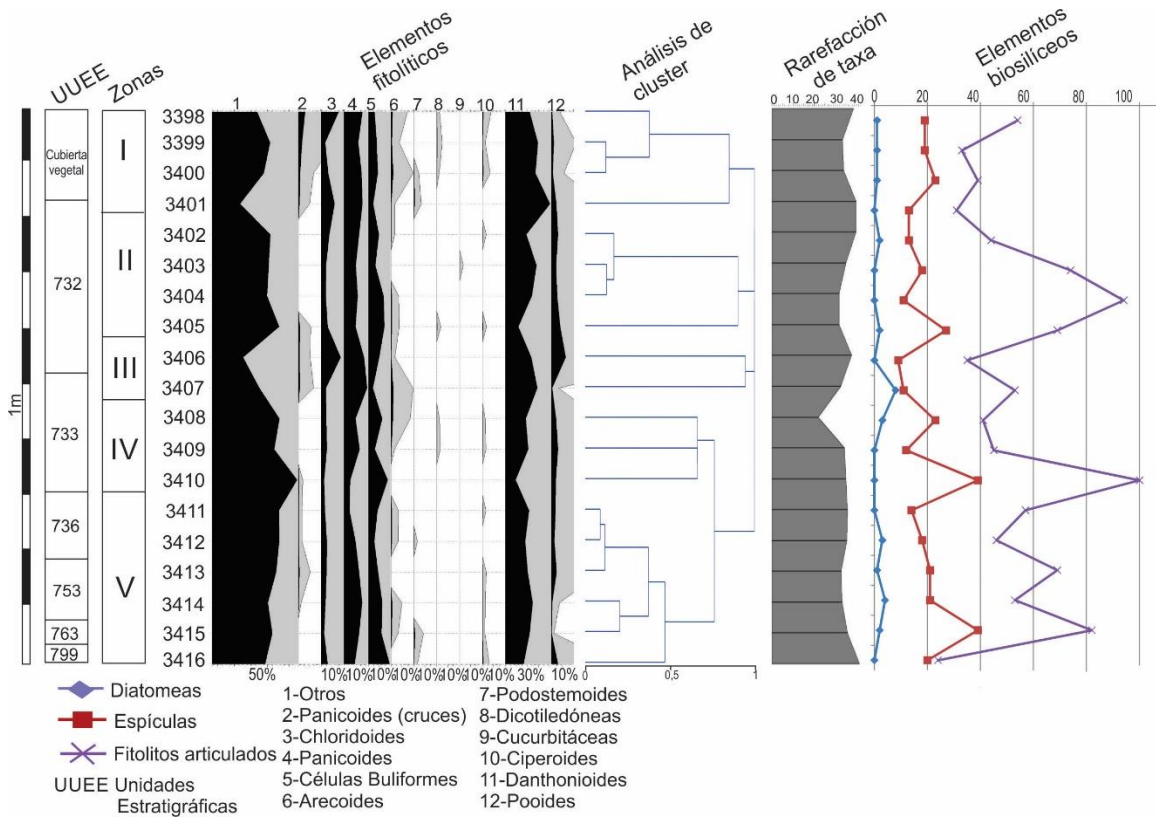 UUEE
Zonas
Elementos
fitolíticos
Análisis de
cluster
Rarefacción
de taxa
Elementos
biosilíceos
1 2 3 4 5 6 7 8 9 10 11 12
0 10 20 30 40
0 20 40 60 80 100
Cubierta
vegetal
732
733
736
753
763
799
I
II
III
IV
V
1m
3398
3399
3400
3401
3402
3403
3404
3405
3406
3407
3408
3409
3410
3411
3412
3413
3414
3415
3416
50% 10% 10% 10% 10% 10% 10% 10% 10% 30% 10%
0 0,5 1
Diatomeas
Espículas
Fitolitos articulados
UUEE Unidades
Estratigráficas
1-Otros
2-Panicoides (cruces)
3-Chloridoides
4-Panicoides
5-Células Buliformes
6-Arecoides
7-Podostemoides
8-Dicotiledóneas
9-Cucurbitáceas
10-Ciperoides
11-Danthonioides
12-Pooides